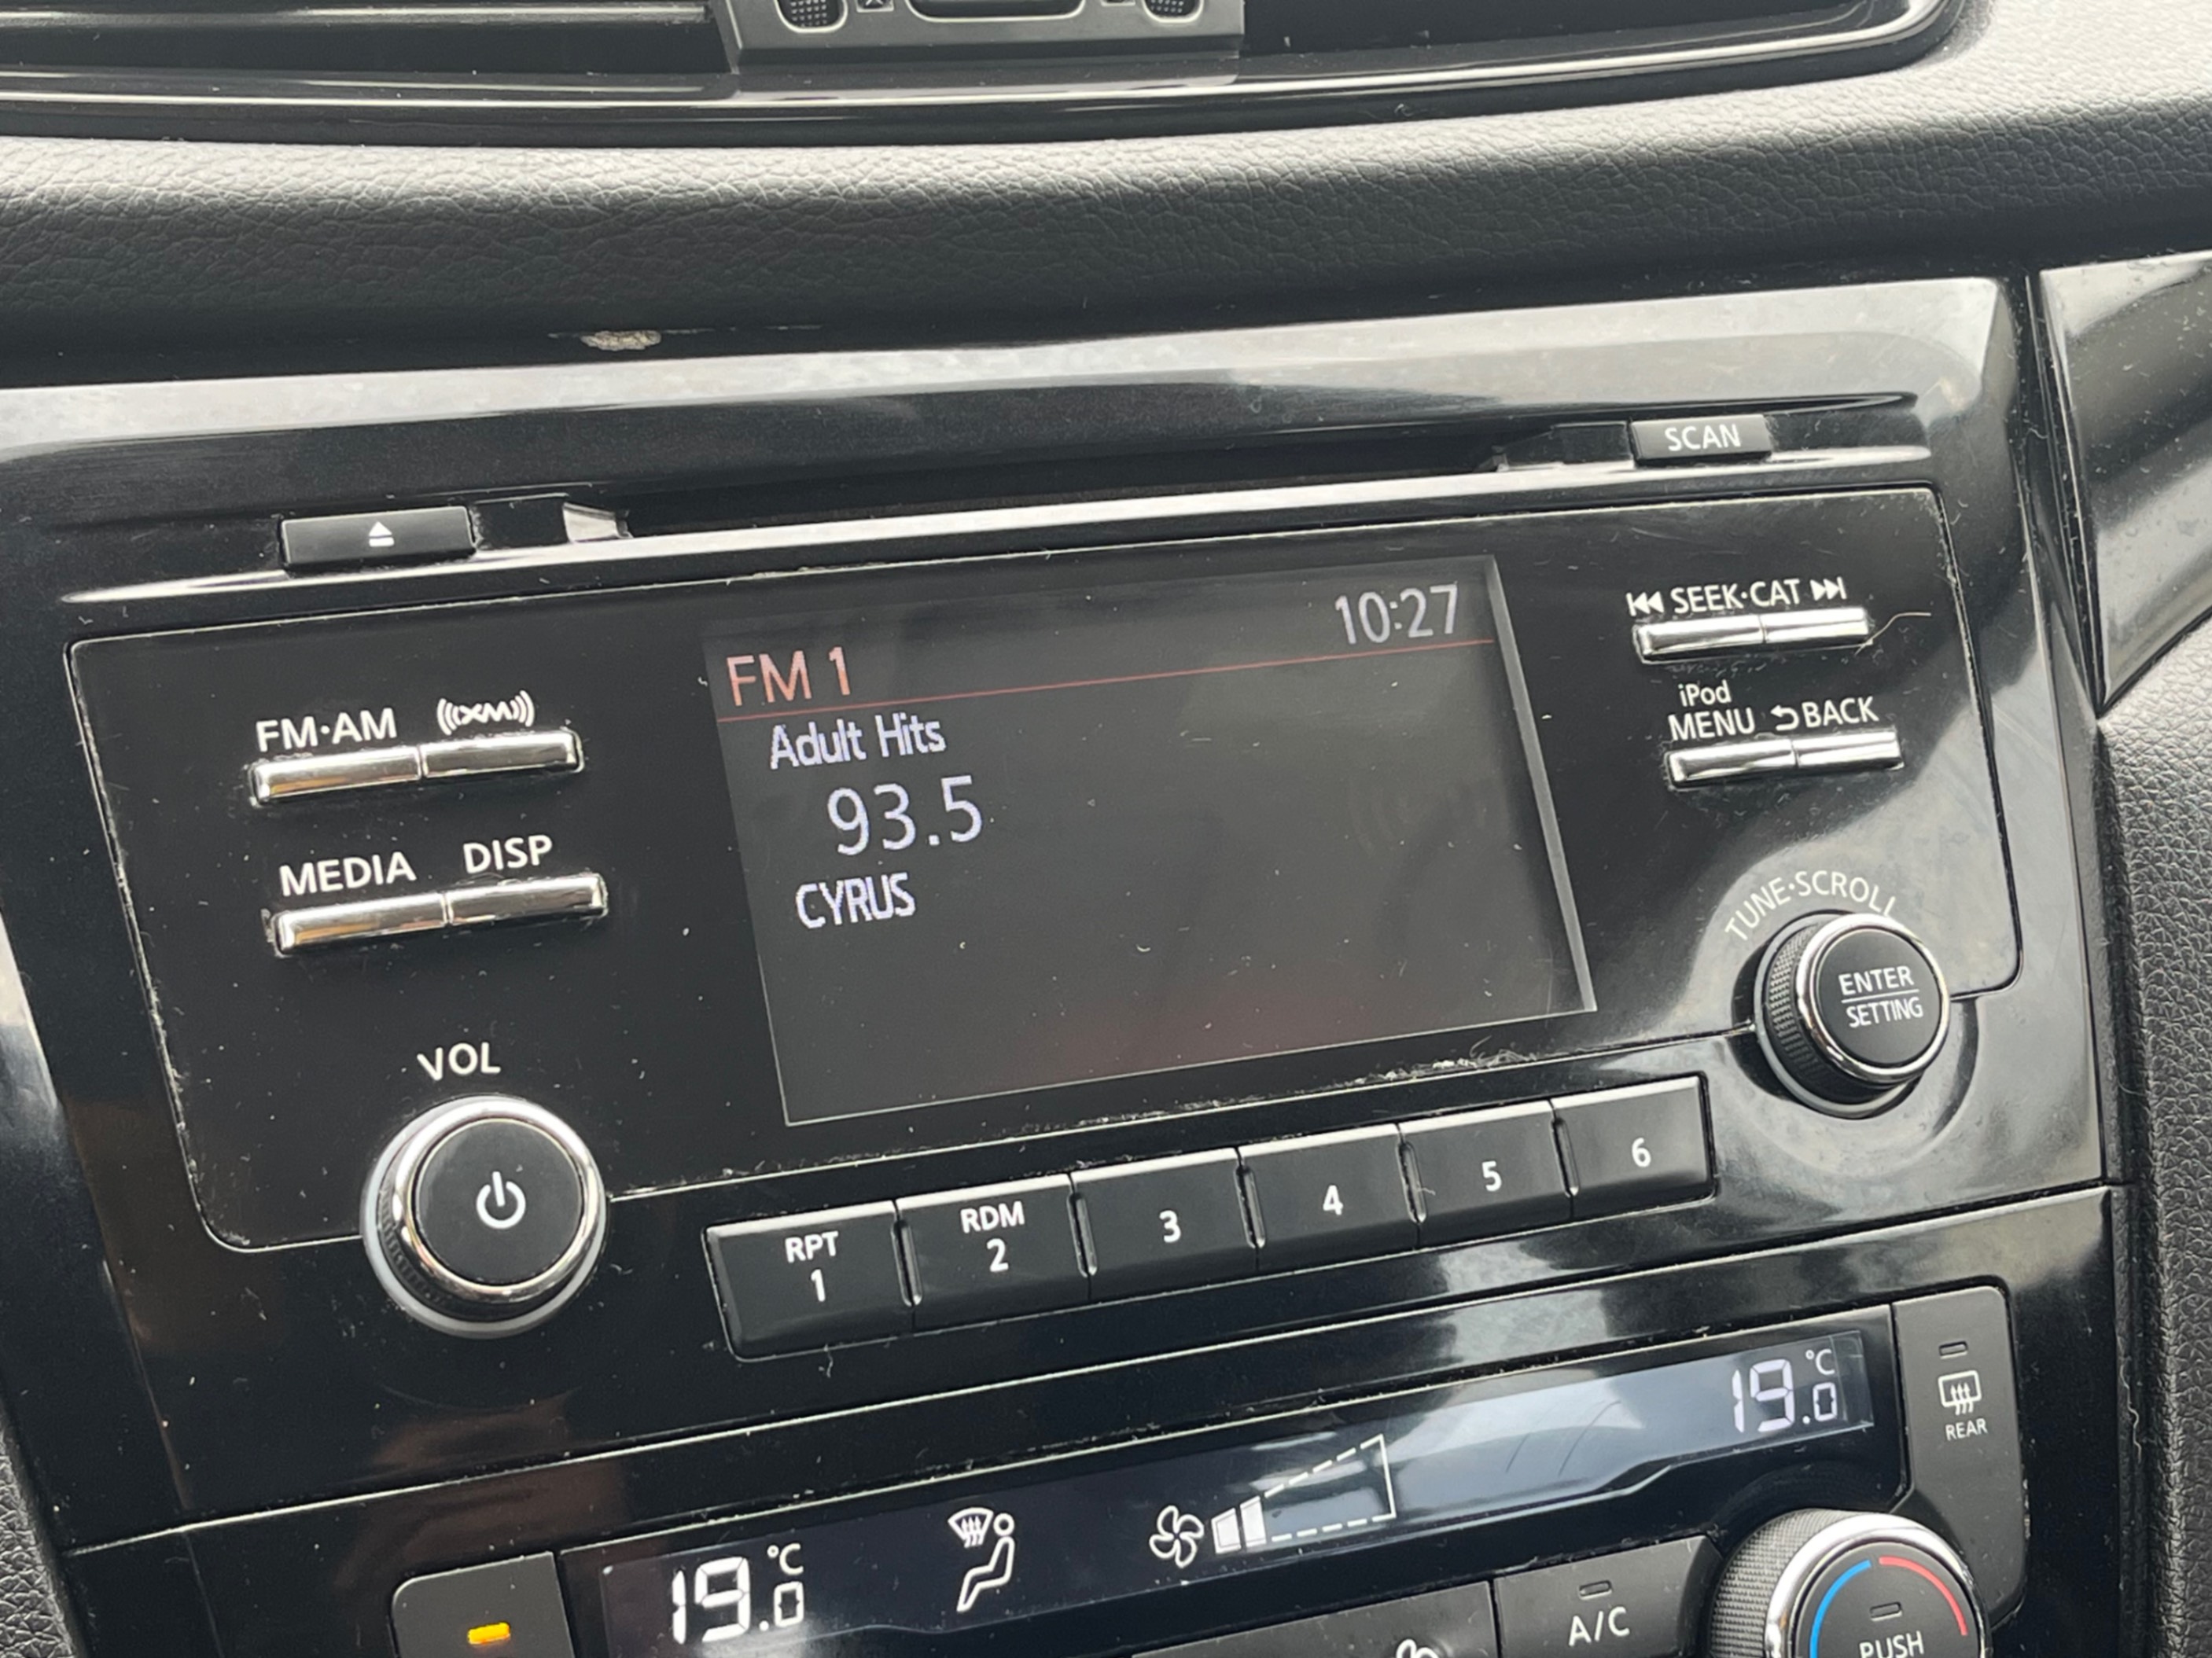 SCAN
10:27
FM 1
Adult Hits
93.5
CYRUS
FM·AM
((XM))
MEDIA
DISP
VOL
SEEK·CAT
iPod
MENU
BACK
TUNE·SCROLL
ENTER
SETTING
RPT
1
RDM
2
3
4
5
6
19.0 °C
REAR
19.0 °C
A/C
PUSH